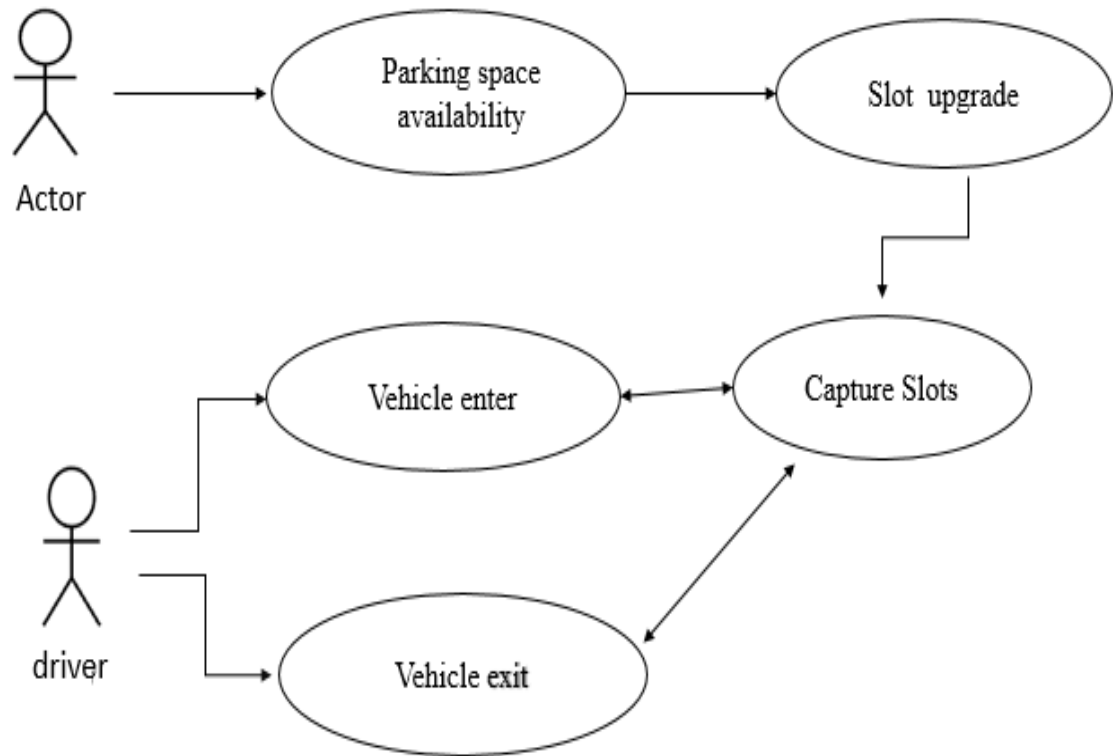 Parking space
availability
Slot upgrade
Actor
Vehicle enter
Capture Slots
driver
Vehicle exit